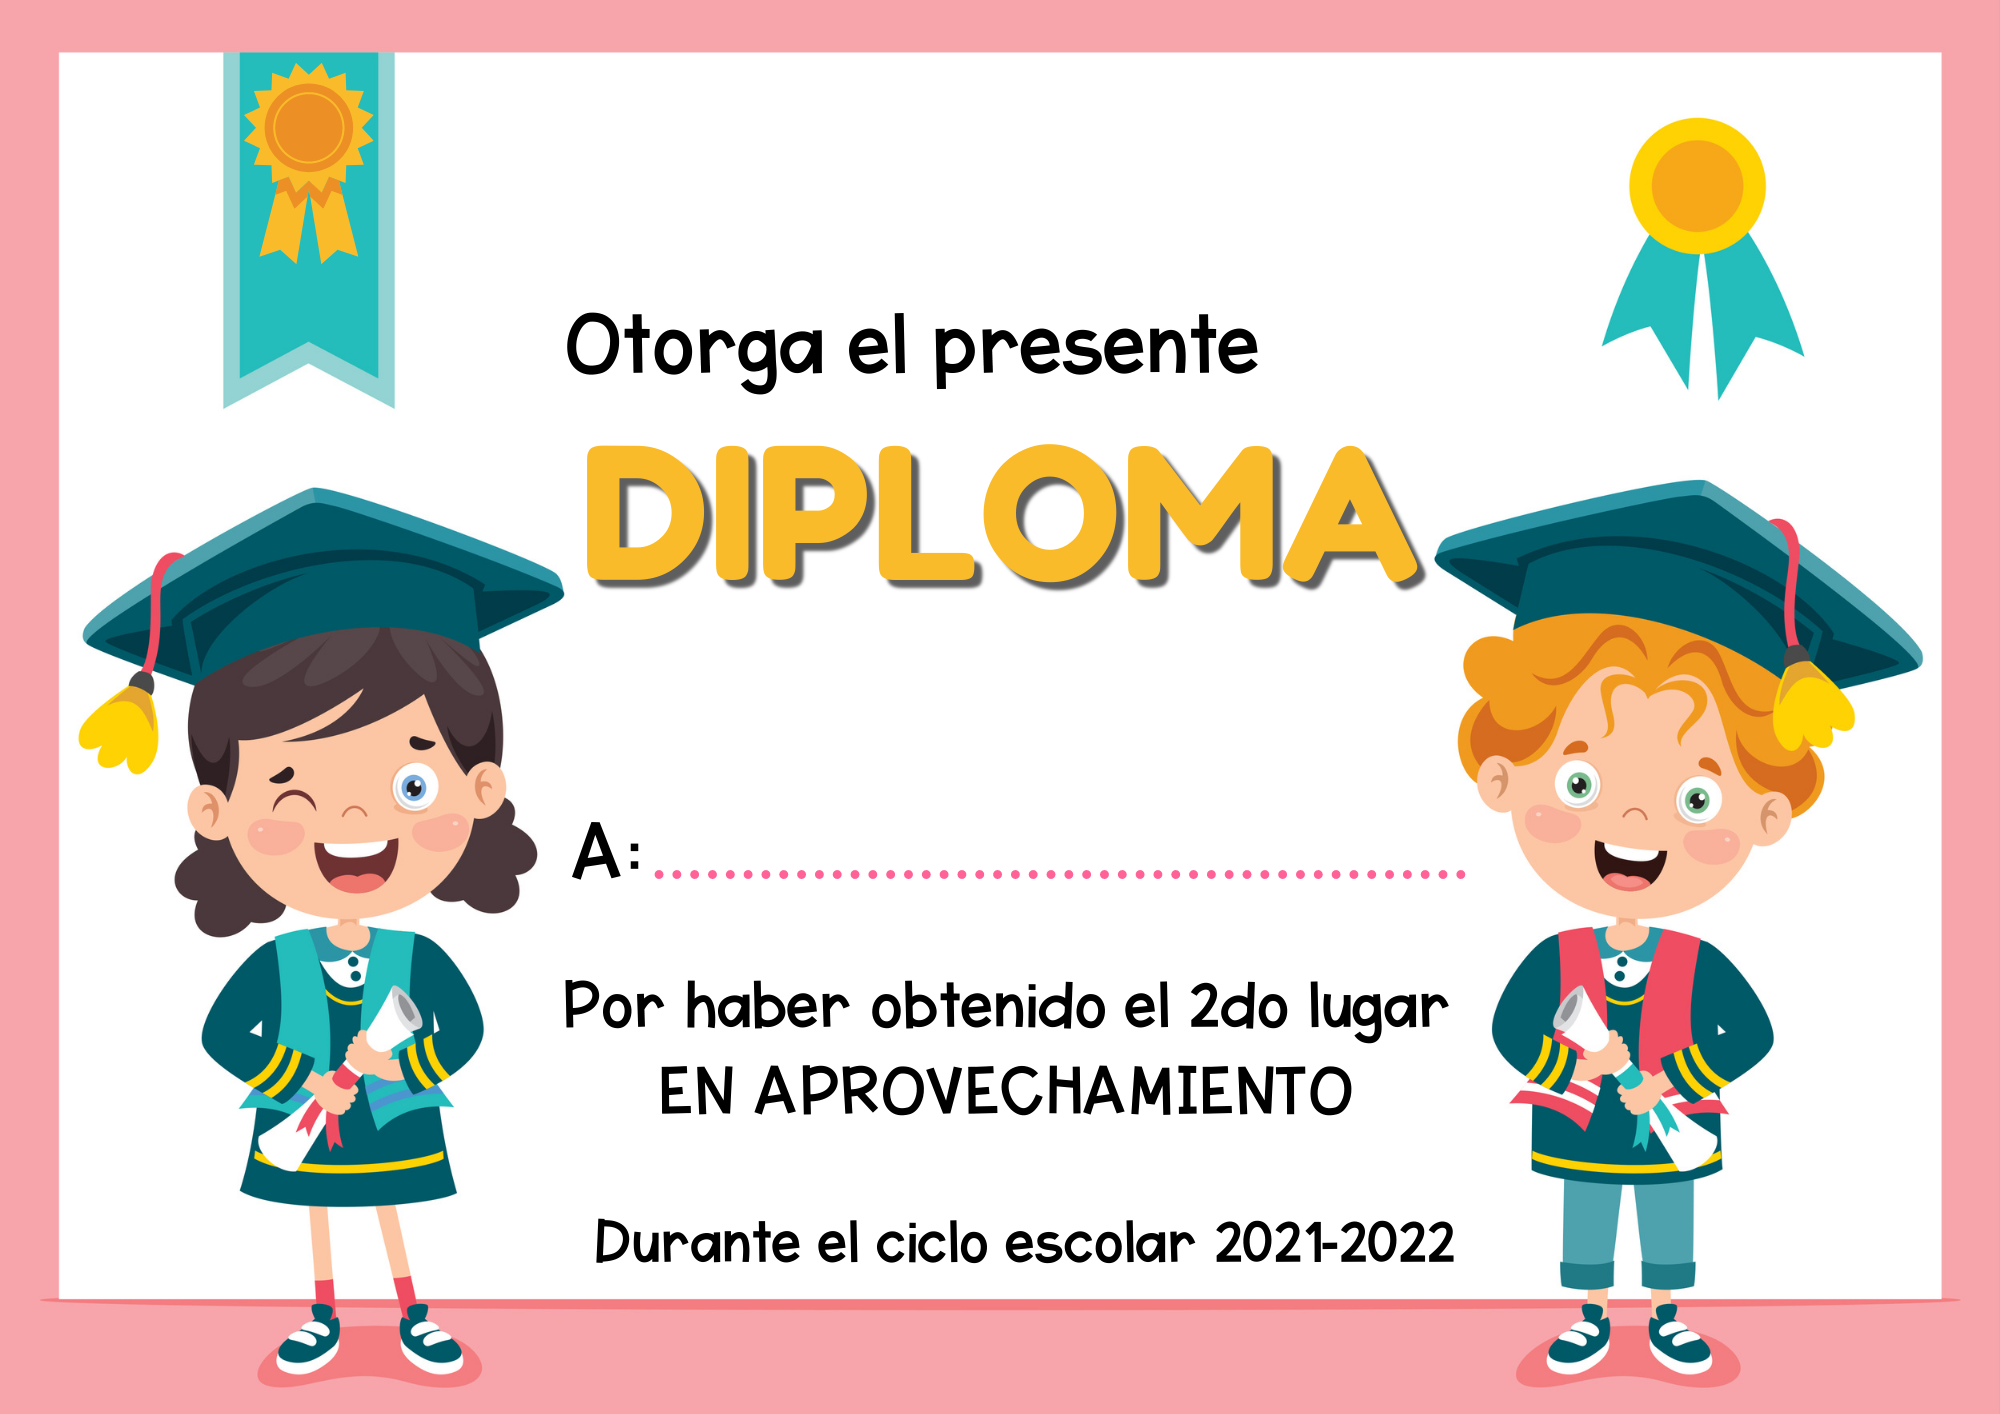 Otorga el presente
DIPLOMA
A:
Por haber obtenido el 2do lugar
EN APROVECHAMIENTO
Durante el ciclo escolar 2021-2022